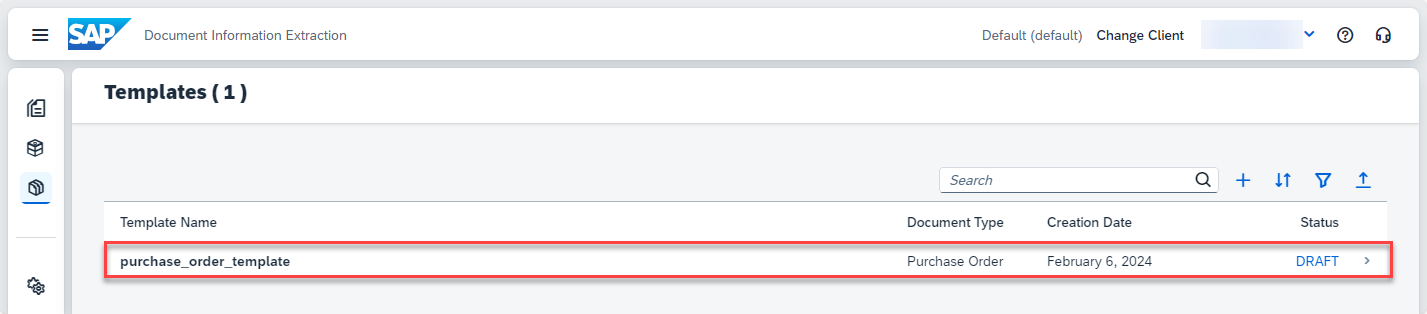 SAP Document Information Extraction Default (default) Change Client
Templates ( 1 )
Search
Template Name Document Type Creation Date Status
purchase_order_template Purchase Order February 6, 2024 DRAFT